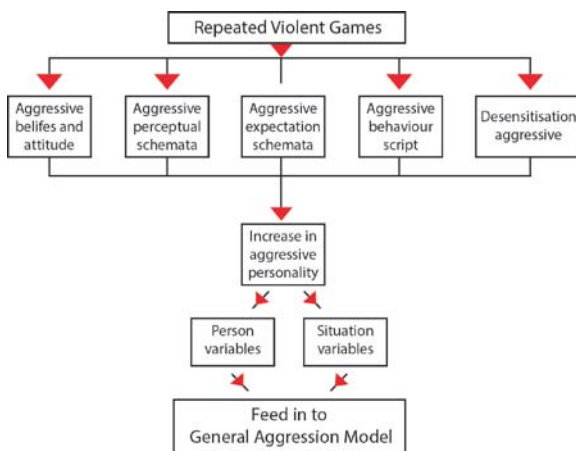 Repeated Violent Games
Aggressive
belifes and
attitude
Aggressive
perceptual
schemata
Aggressive
expectation
schemata
Aggressive
behaviour
script
Desensitisation
aggressive
Increase in
aggressive
personality
Person
variables
Situation
variables
Feed in to
General Aggression Model